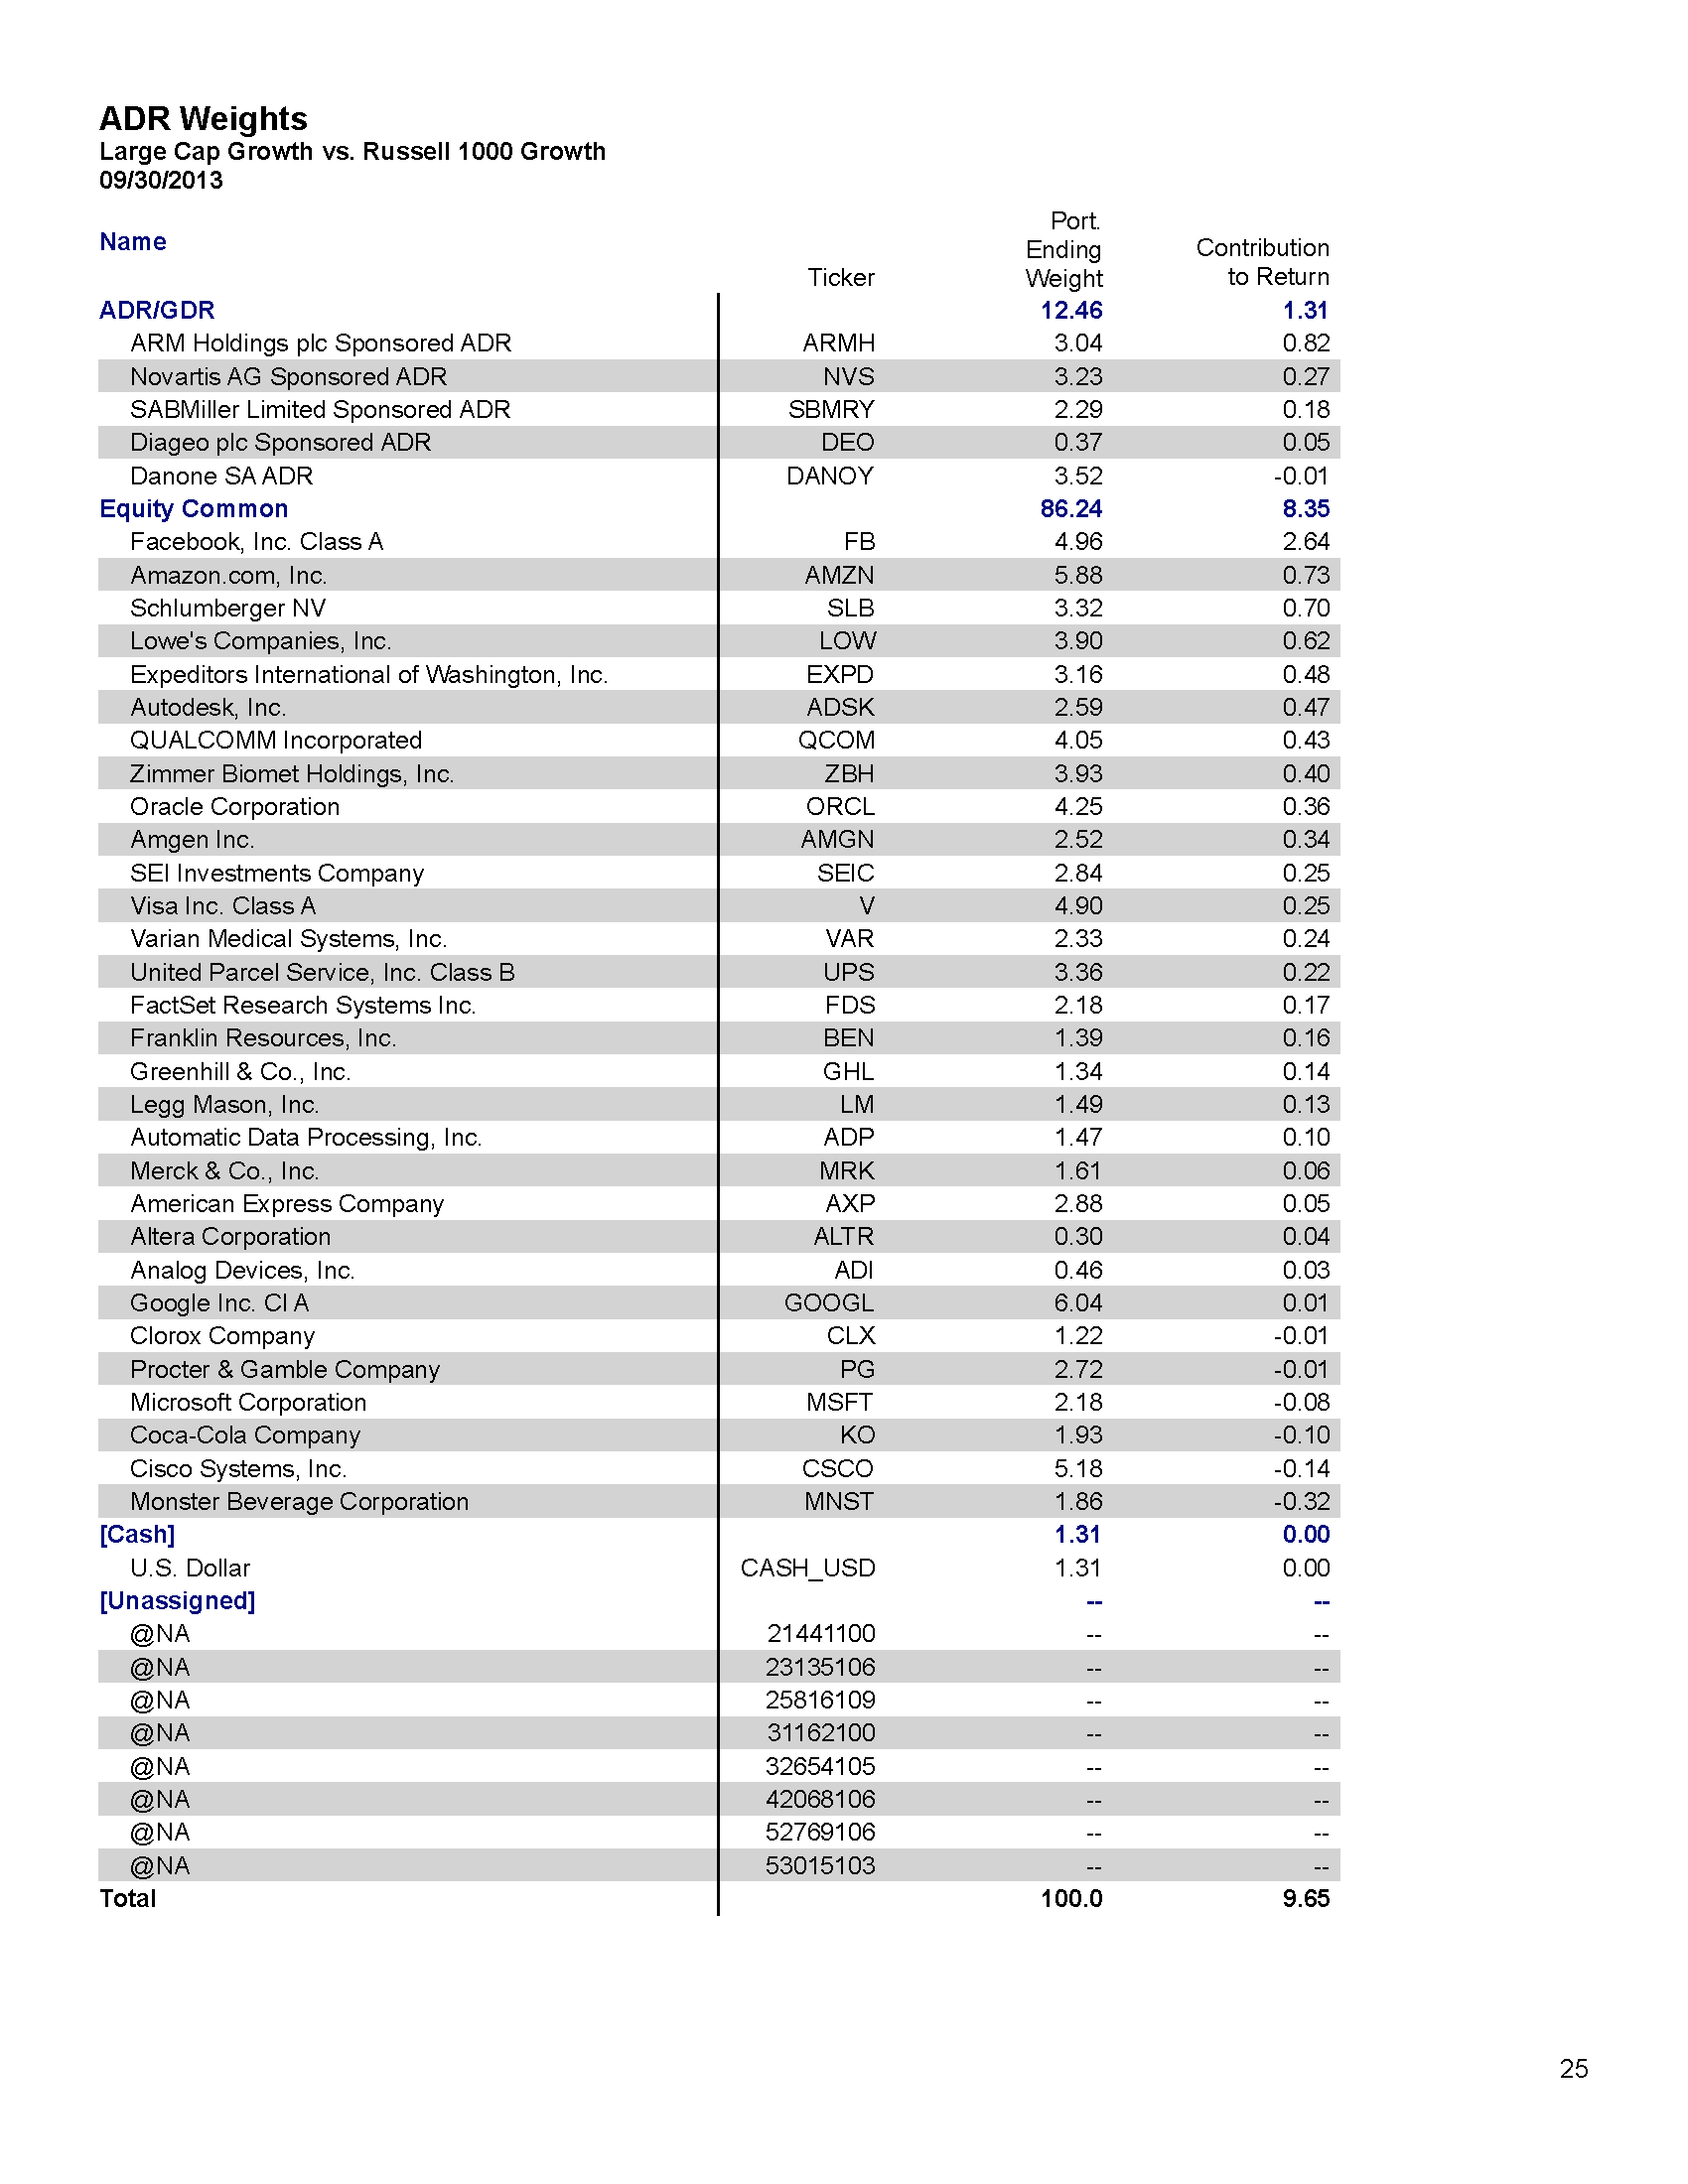 ADR Weights
Large Cap Growth vs. Russell 1000 Growth
09/30/2013
Name Ticker Port. Ending Weight Contribution to Return
ADR/GDR 12.46 1.31
ARM Holdings plc Sponsored ADR ARMH 3.04 0.82
Novartis AG Sponsored ADR NVS 3.23 0.27
SABMiller Limited Sponsored ADR SBMRY 2.29 0.18
Diageo plc Sponsored ADR DEO 0.37 0.05
Danone SA ADR DANOY 3.52 -0.01
Equity Common 86.24 8.35
Facebook, Inc. Class A FB 4.96 2.64
Amazon.com, Inc. AMZN 5.88 0.73
Schlumberger NV SLB 3.32 0.70
Lowe's Companies, Inc. LOW 3.90 0.62
Expeditors International of Washington, Inc. EXPD 3.16 0.48
Autodesk, Inc. ADSK 2.59 0.47
QUALCOMM Incorporated QCOM 4.05 0.43
Zimmer Biomet Holdings, Inc. ZBH 3.93 0.40
Oracle Corporation ORCL 4.25 0.36
Amgen Inc. AMGN 2.52 0.34
SEI Investments Company SEIC 2.84 0.25
Visa Inc. Class A V 4.90 0.25
Varian Medical Systems, Inc. VAR 2.33 0.24
United Parcel Service, Inc. Class B UPS 3.36 0.22
FactSet Research Systems Inc. FDS 2.18 0.17
Franklin Resources, Inc. BEN 1.39 0.16
Greenhill & Co., Inc. GHL 1.34 0.14
Legg Mason, Inc. LM 1.49 0.13
Automatic Data Processing, Inc. ADP 1.47 0.10
Merck & Co., Inc. MRK 1.61 0.06
American Express Company AXP 2.88 0.05
Altera Corporation ALTR 0.30 0.04
Analog Devices, Inc. ADI 0.46 0.03
Google Inc. Cl A GOOGL 6.04 0.01
Clorox Company CLX 1.22 -0.01
Procter & Gamble Company PG 2.72 -0.01
Microsoft Corporation MSFT 2.18 -0.08
Coca-Cola Company KO 1.93 -0.10
Cisco Systems, Inc. CSCO 5.18 -0.14
Monster Beverage Corporation MNST 1.86 -0.32
[Cash] 1.31 0.00
U.S. Dollar CASH_USD 1.31 0.00
[Unassigned] -- --
@NA 21441100 -- --
@NA 23135106 -- --
@NA 25816109 -- --
@NA 31162100 -- --
@NA 32654105 -- --
@NA 42068106 -- --
@NA 52769106 -- --
@NA 53015103 -- --
Total 100.0 9.65
25